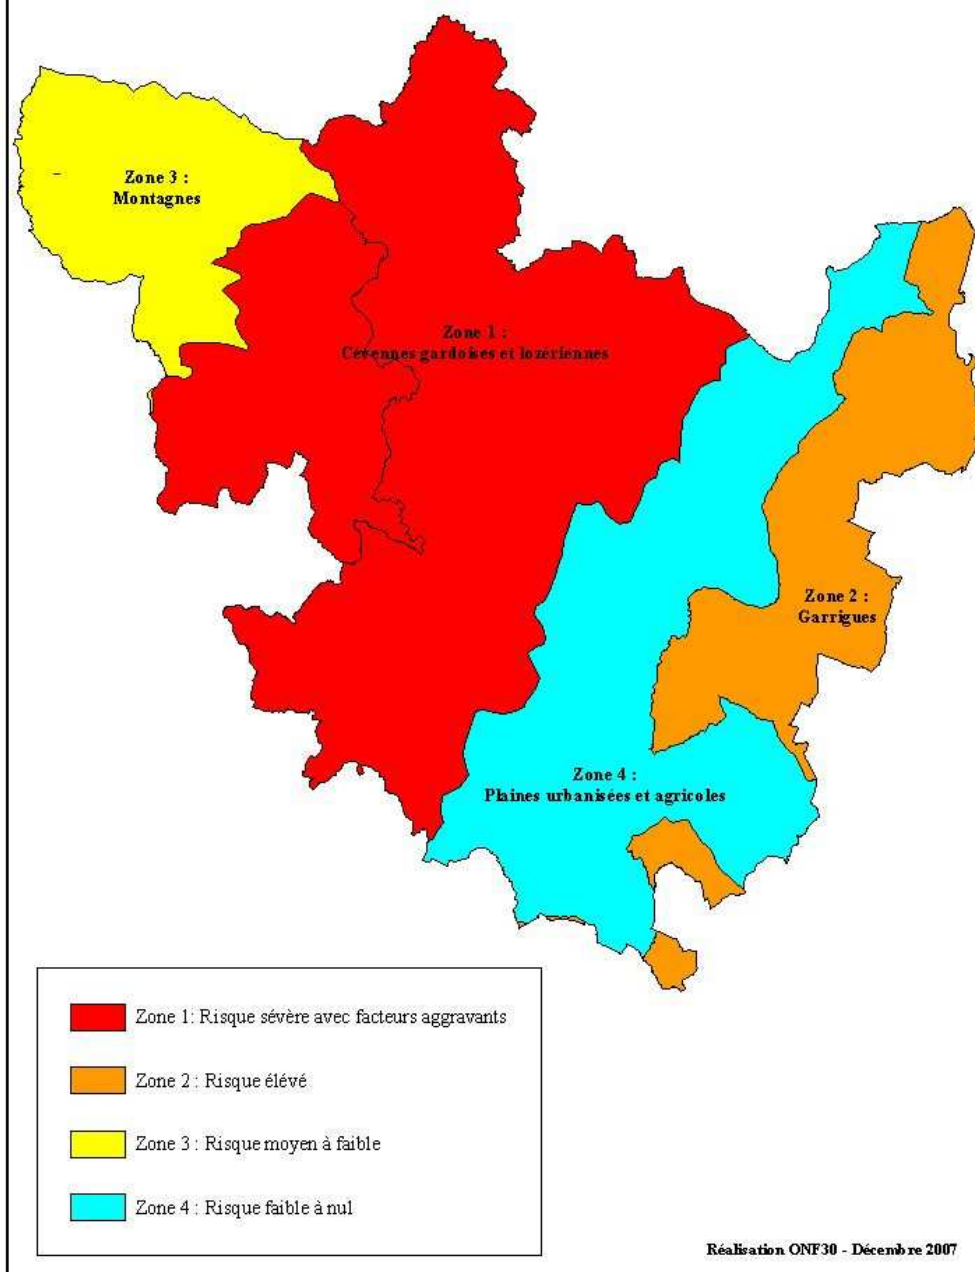 Zone 3 :
Montagnes
Zone 1 :
Cévennes gardoises et lozériennes
Zone 2 :
Garrigues
Zone 4 :
Plaines urbanisées et agricoles
Zone 1: Risque sévère avec facteurs aggravants
Zone 2 : Risque élévé
Zone 3 : Risque moyen à faible
Zone 4 : Risque faible à nul
Réalisation ONF30 - Décembre 2007